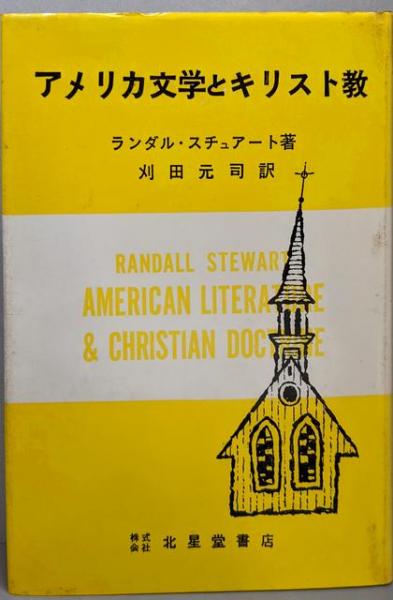 アメリカ文学とキリスト教
ランダル・スチュアート著
刈田元司訳
RANDALL STEWART
AMERICAN LITERATURE
& CHRISTIAN DOCTRINE
株式会社 北星堂書店